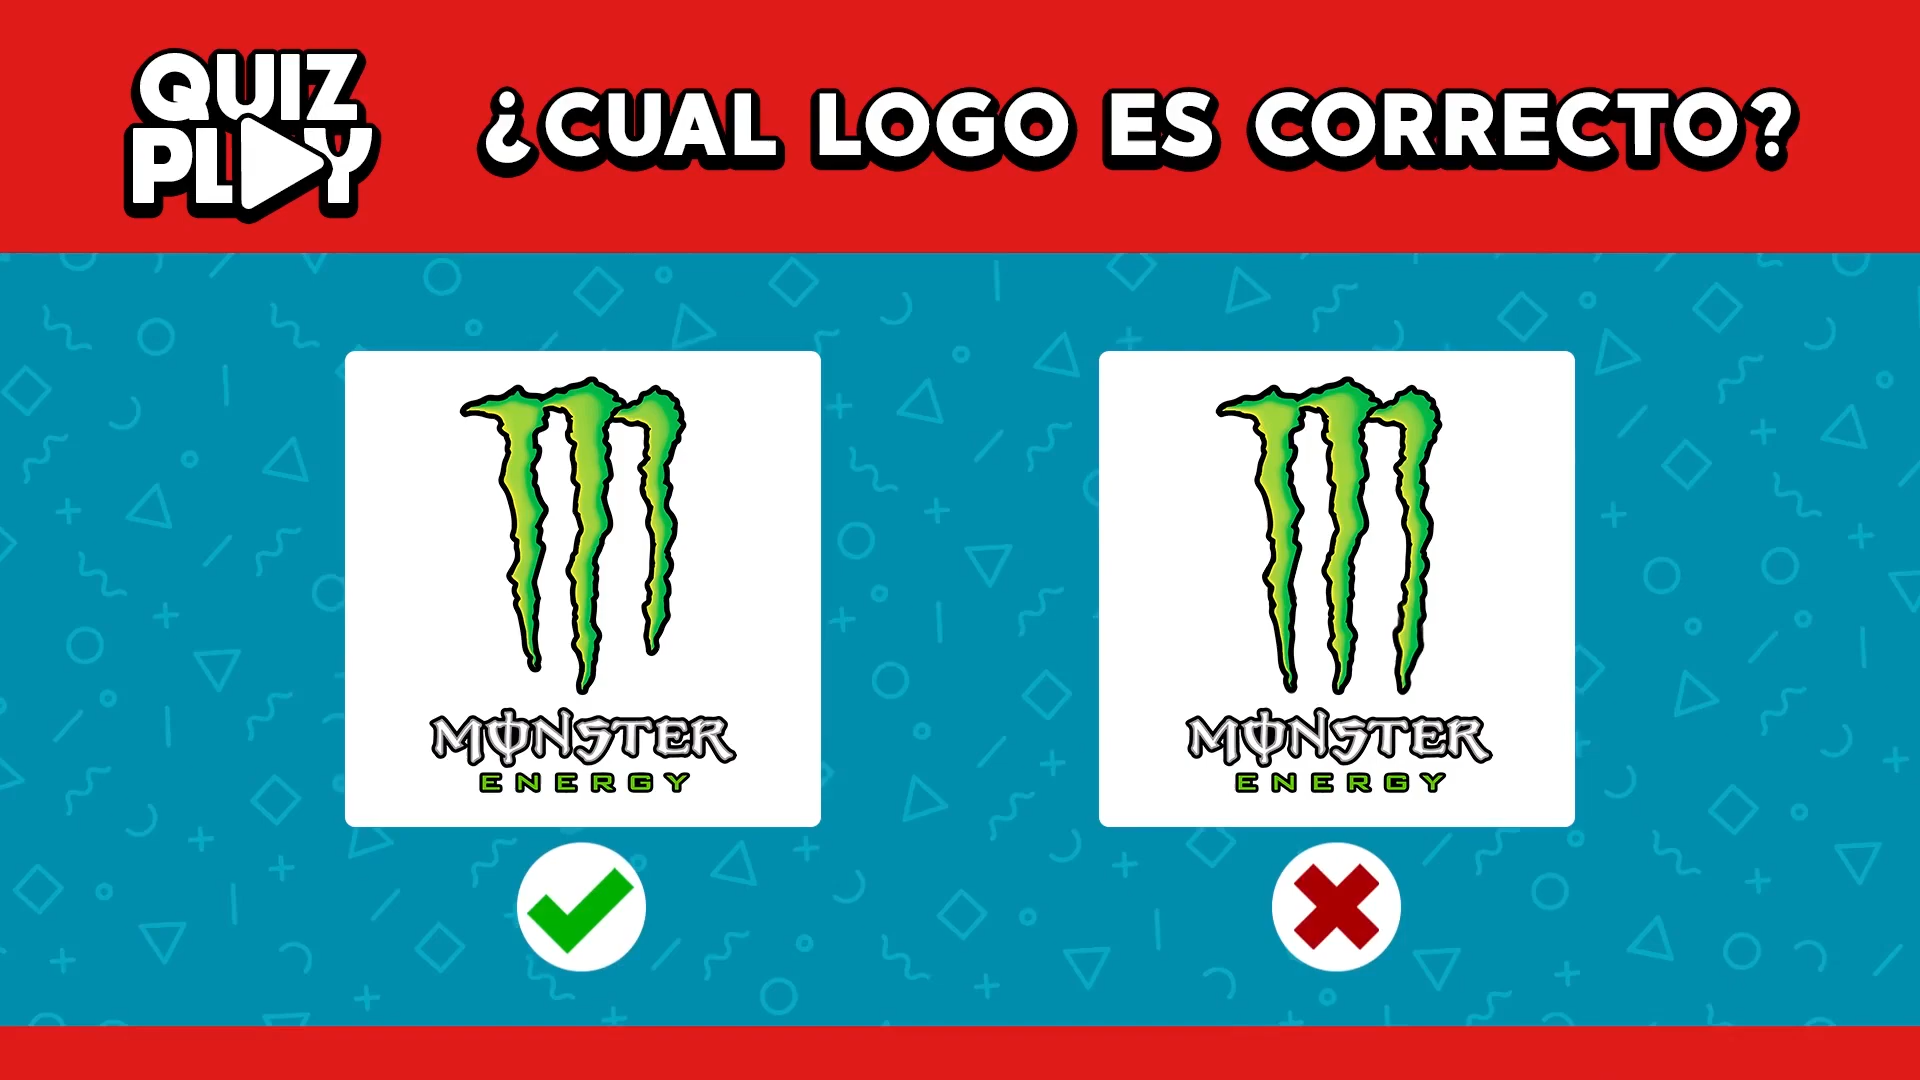 QUIZ
PLAY
¿CUAL LOGO ES CORRECTO?
MONSTER
ENERGY
MONSTER
ENERGY